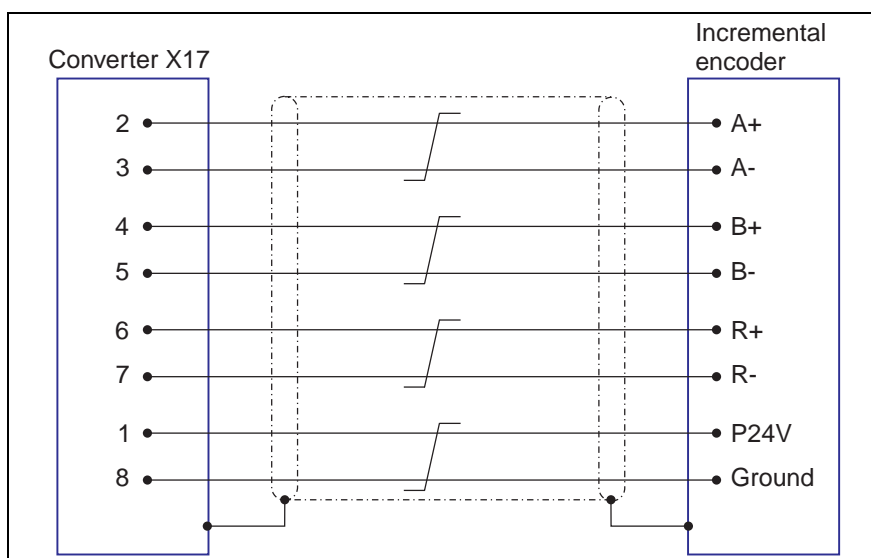 Incremental
encoder
Converter X17
2 A+
3 A-
4 B+
5 B-
6 R+
7 R-
1 P24V
8 Ground